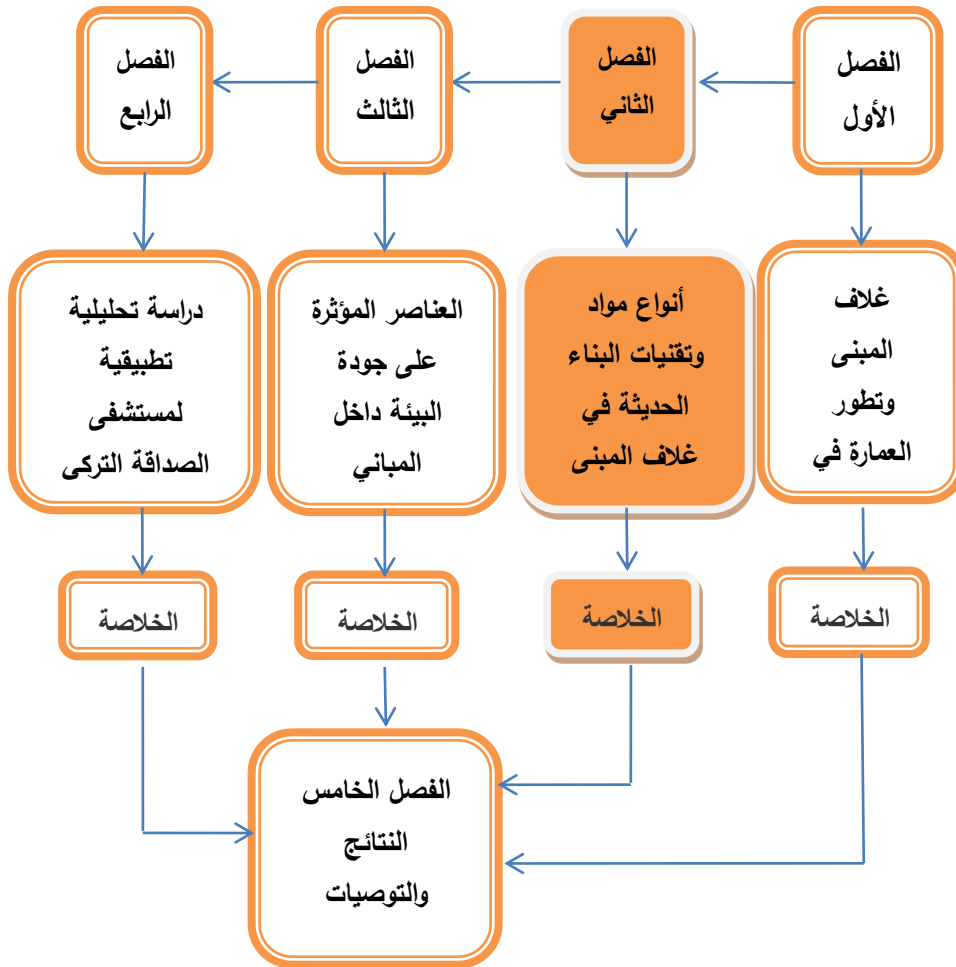 الفصل
الأول
الفصل
الثاني
الفصل
الثالث
الفصل
الرابع
غلاف
المبنى
وتطور
العمارة في
أنواع مواد
وتقنيات البناء
الحديثة في
غلاف المبنى
العناصر المؤثرة
على جودة
البيئة داخل
المباني
دراسة تحليلية
تطبيقية
لمستشفى
الصداقة التركى
الخلاصة
الخلاصة
الخلاصة
الخلاصة
الفصل الخامس
النتائج
والتوصيات